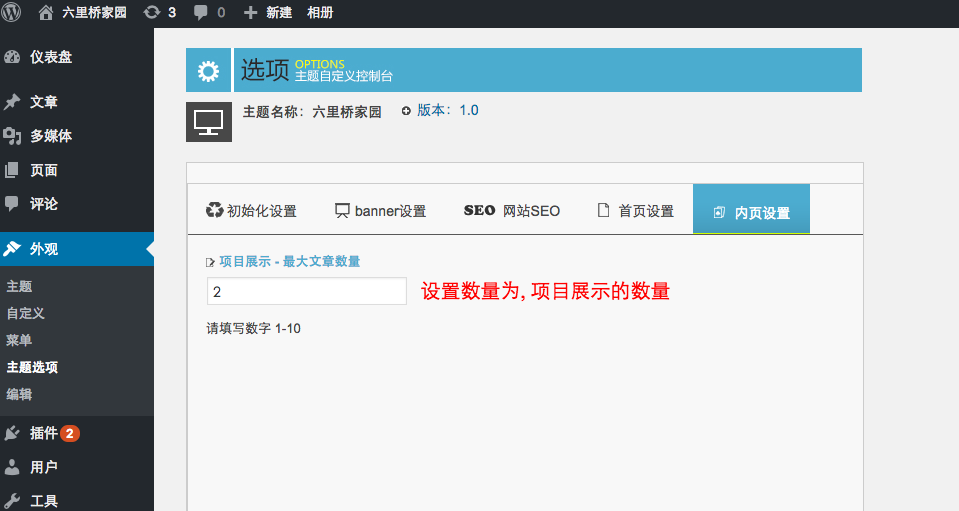 六里桥家园 3 0 新建 相册
仪表盘
文章
多媒体
页面
评论
外观
主题
自定义
菜单
主题选项
编辑
插件 2
用户
工具
选项 OPTIONS
主题自定义控制台
主题名称：六里桥家园 版本：1.0
初始化设置 banner设置 SEO 网站SEO 首页设置 内页设置
项目展示 - 最大文章数量
2 设置数量为, 项目展示的数量
请填写数字 1-10